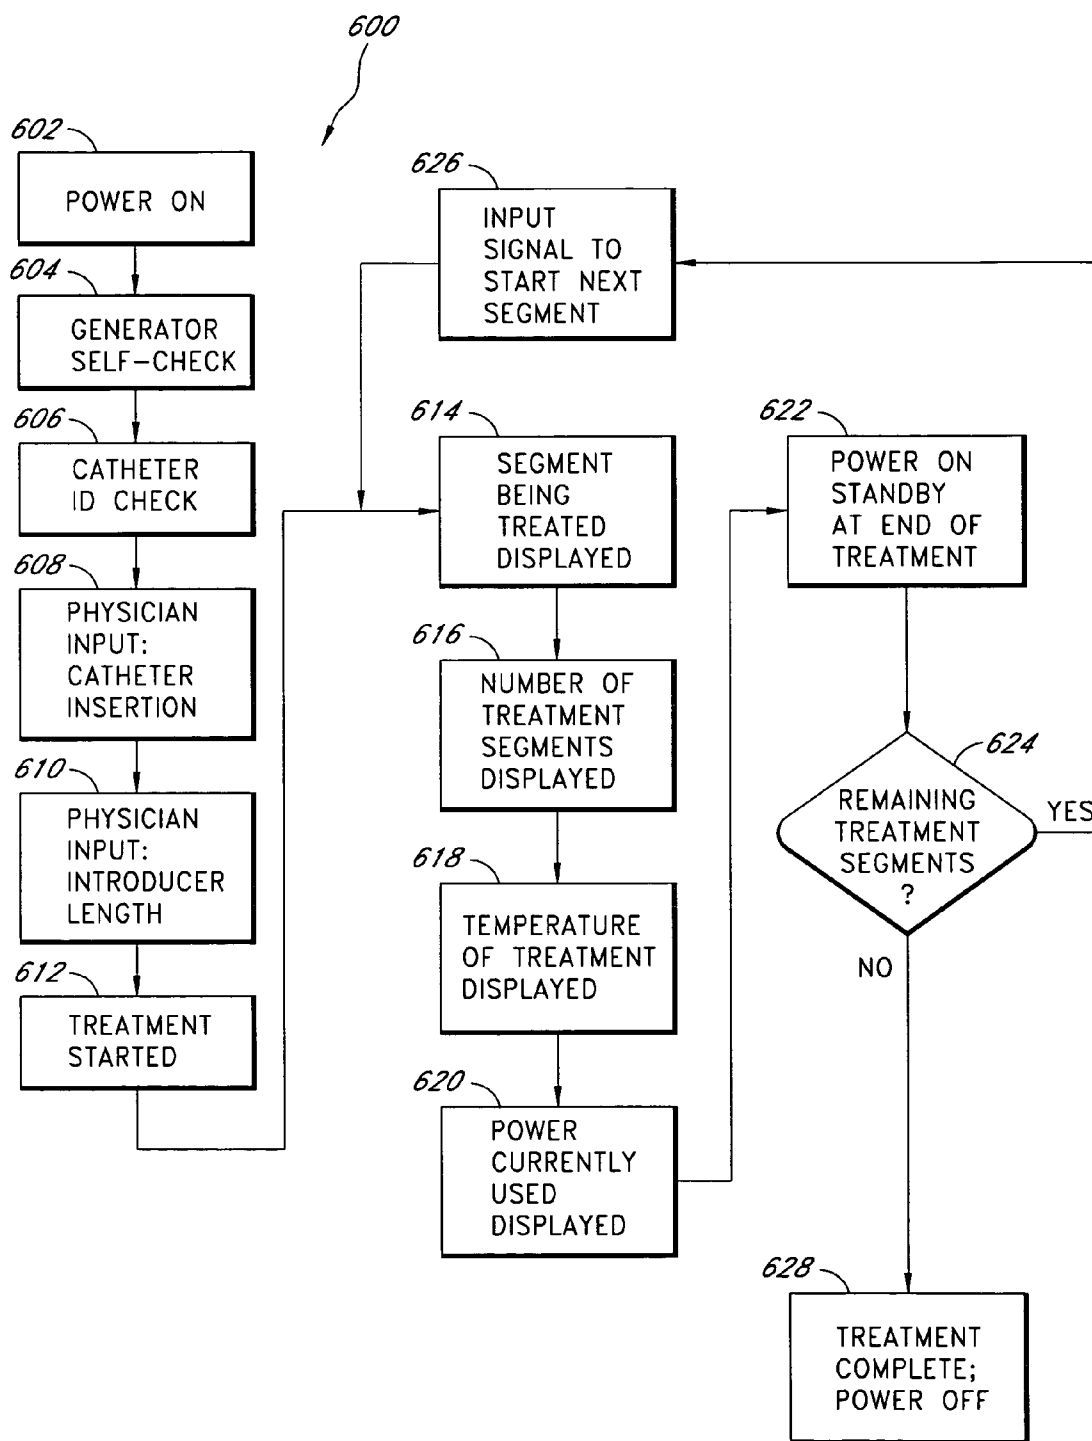 600
602
POWER ON
604
GENERATOR
SELF-CHECK
606
CATHETER
ID CHECK
608
PHYSICIAN
INPUT:
CATHETER
INSERTION
610
PHYSICIAN
INPUT:
INTRODUCER
LENGTH
612
TREATMENT
STARTED
626
INPUT
SIGNAL TO
START NEXT
SEGMENT
614
SEGMENT
BEING
TREATED
DISPLAYED
616
NUMBER OF
TREATMENT
SEGMENTS
DISPLAYED
618
TEMPERATURE
OF TREATMENT
DISPLAYED
620
POWER
CURRENTLY
USED
DISPLAYED
622
POWER ON
STANDBY
AT END OF
TREATMENT
624
REMAINING
TREATMENT
SEGMENTS
?
YES
NO
628
TREATMENT
COMPLETE;
POWER OFF